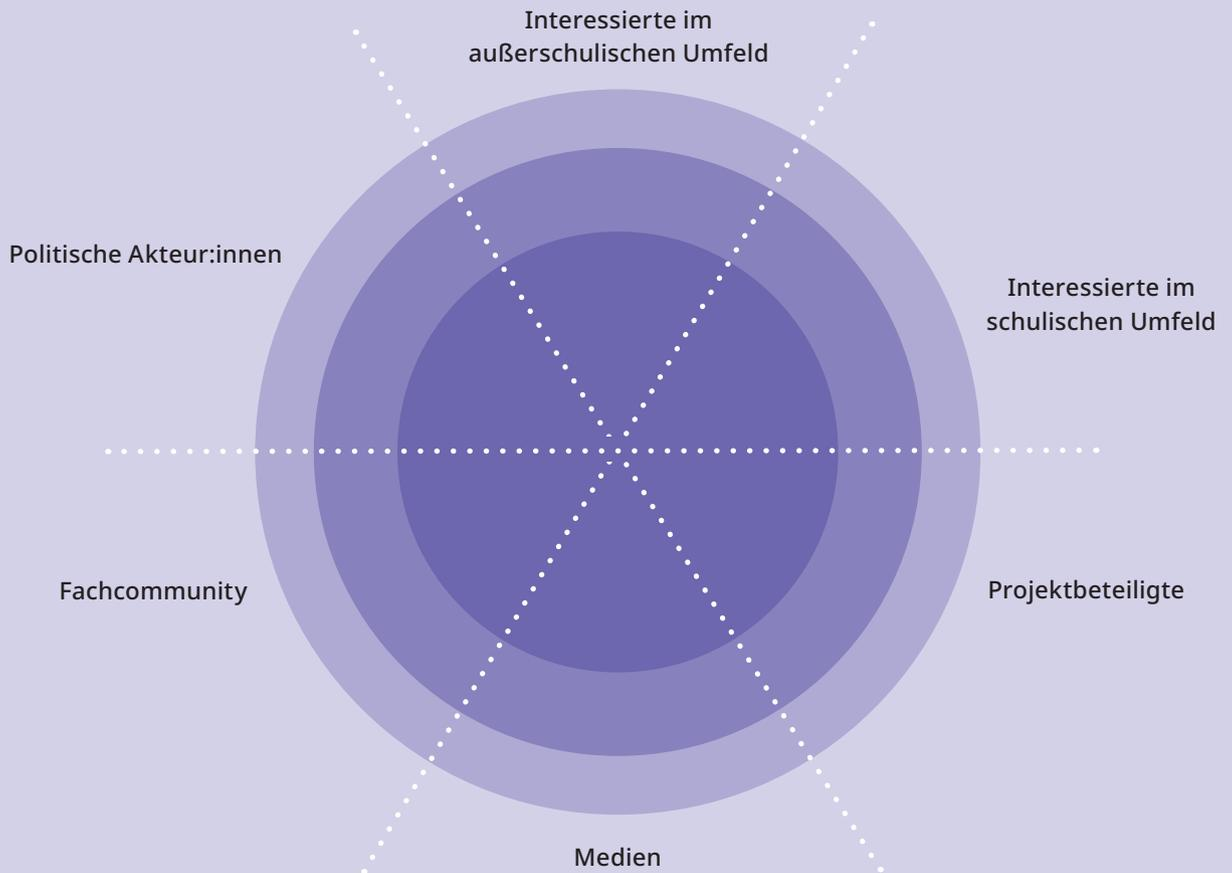 Interessierte im
außerschulischen Umfeld
Politische Akteur:innen
Interessierte im
schulischen Umfeld
Fachcommunity
Projektbeteiligte
Medien